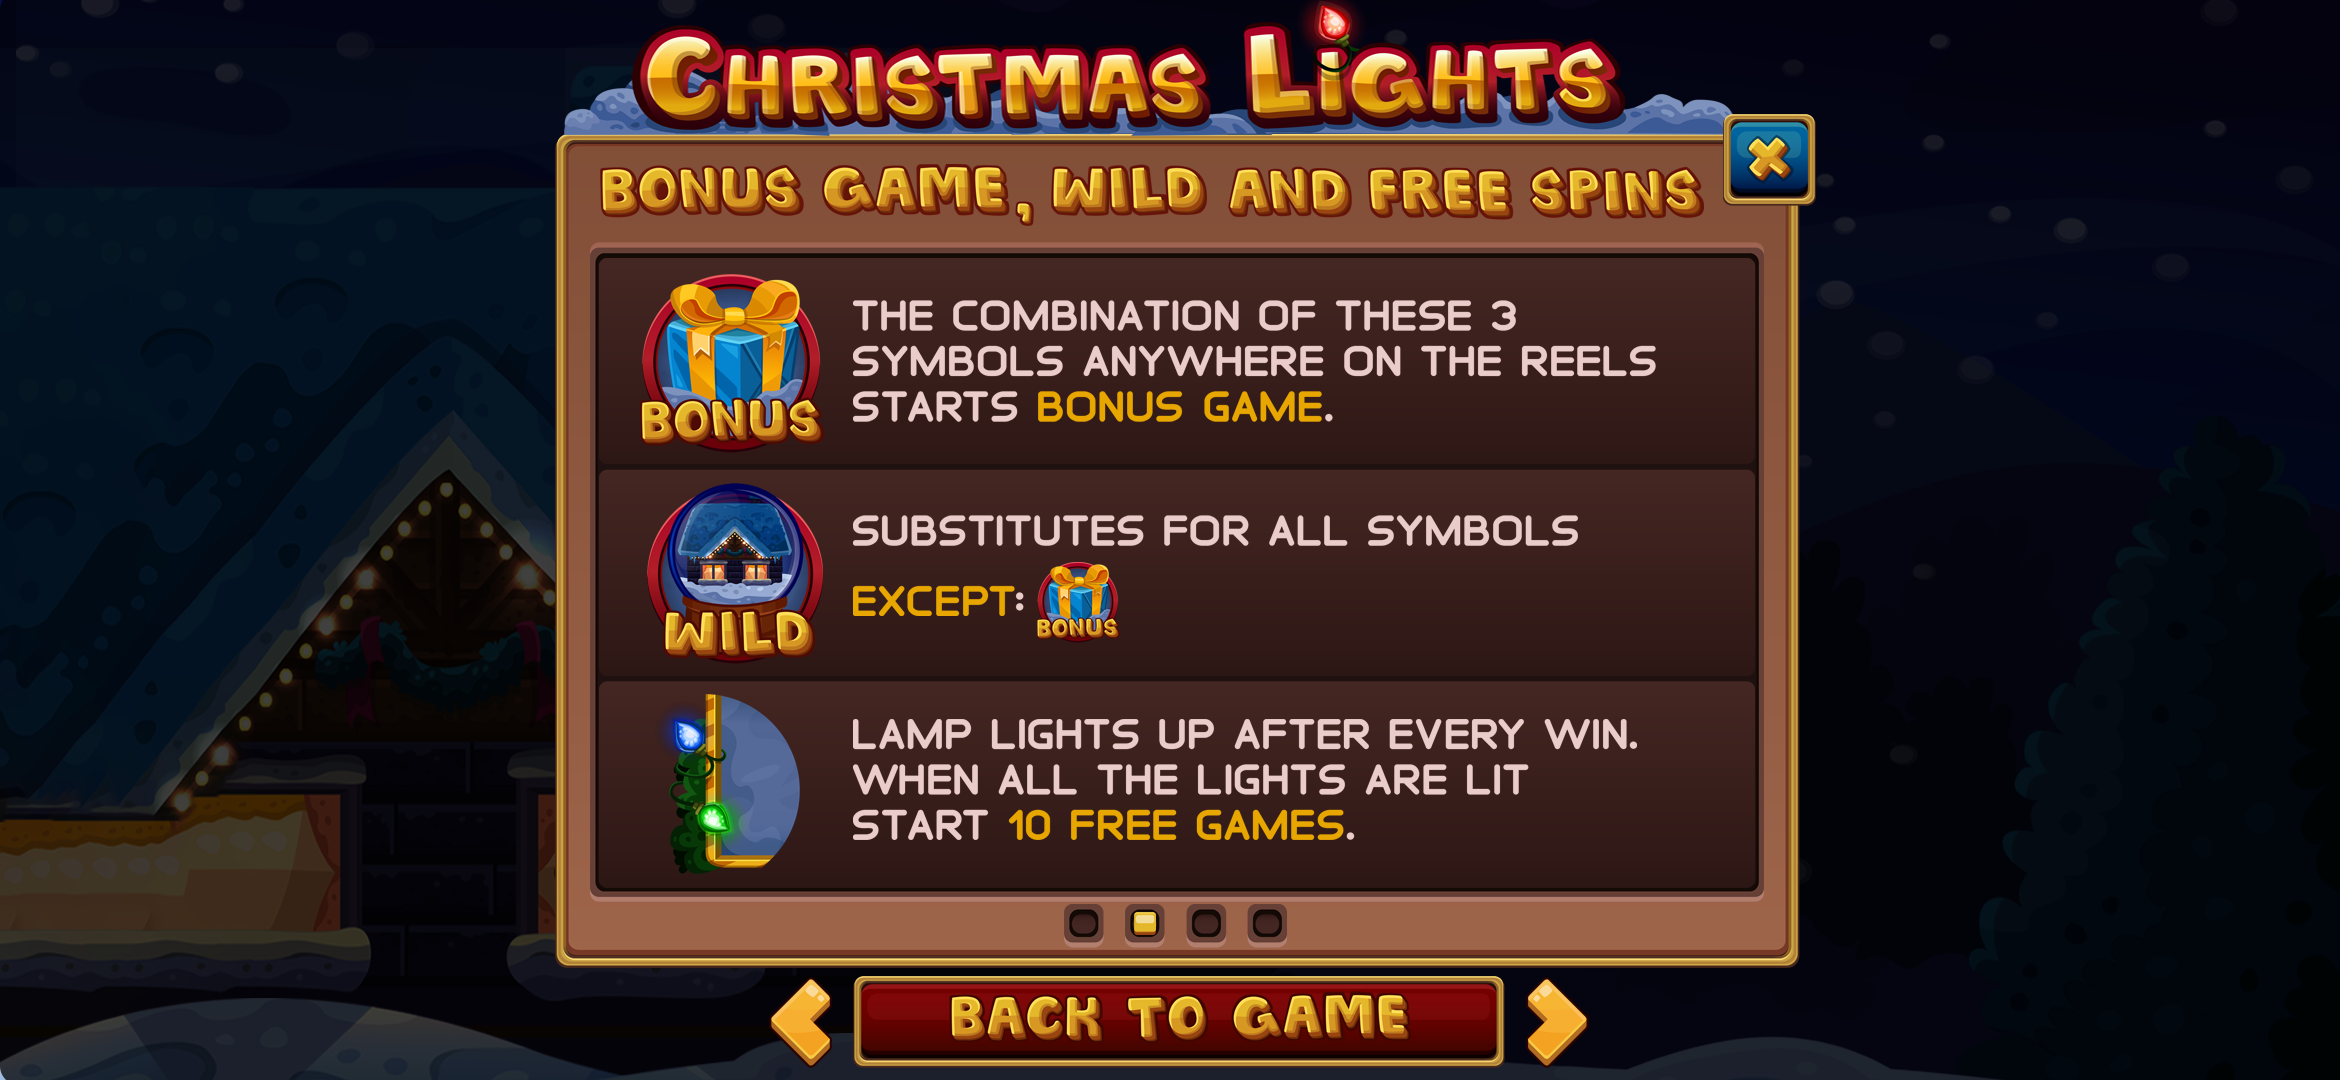 CHRISTMAS LIGHTS
BONUS GAME, WILD AND FREE SPINS
THE COMBINATION OF THESE 3
SYMBOLS ANYWHERE ON THE REELS
STARTS BONUS GAME.
BONUS
SUBSTITUTES FOR ALL SYMBOLS
EXCEPT:
BONUS
WILD
LAMP LIGHTS UP AFTER EVERY WIN.
WHEN ALL THE LIGHTS ARE LIT
START 10 FREE GAMES.
BACK TO GAME